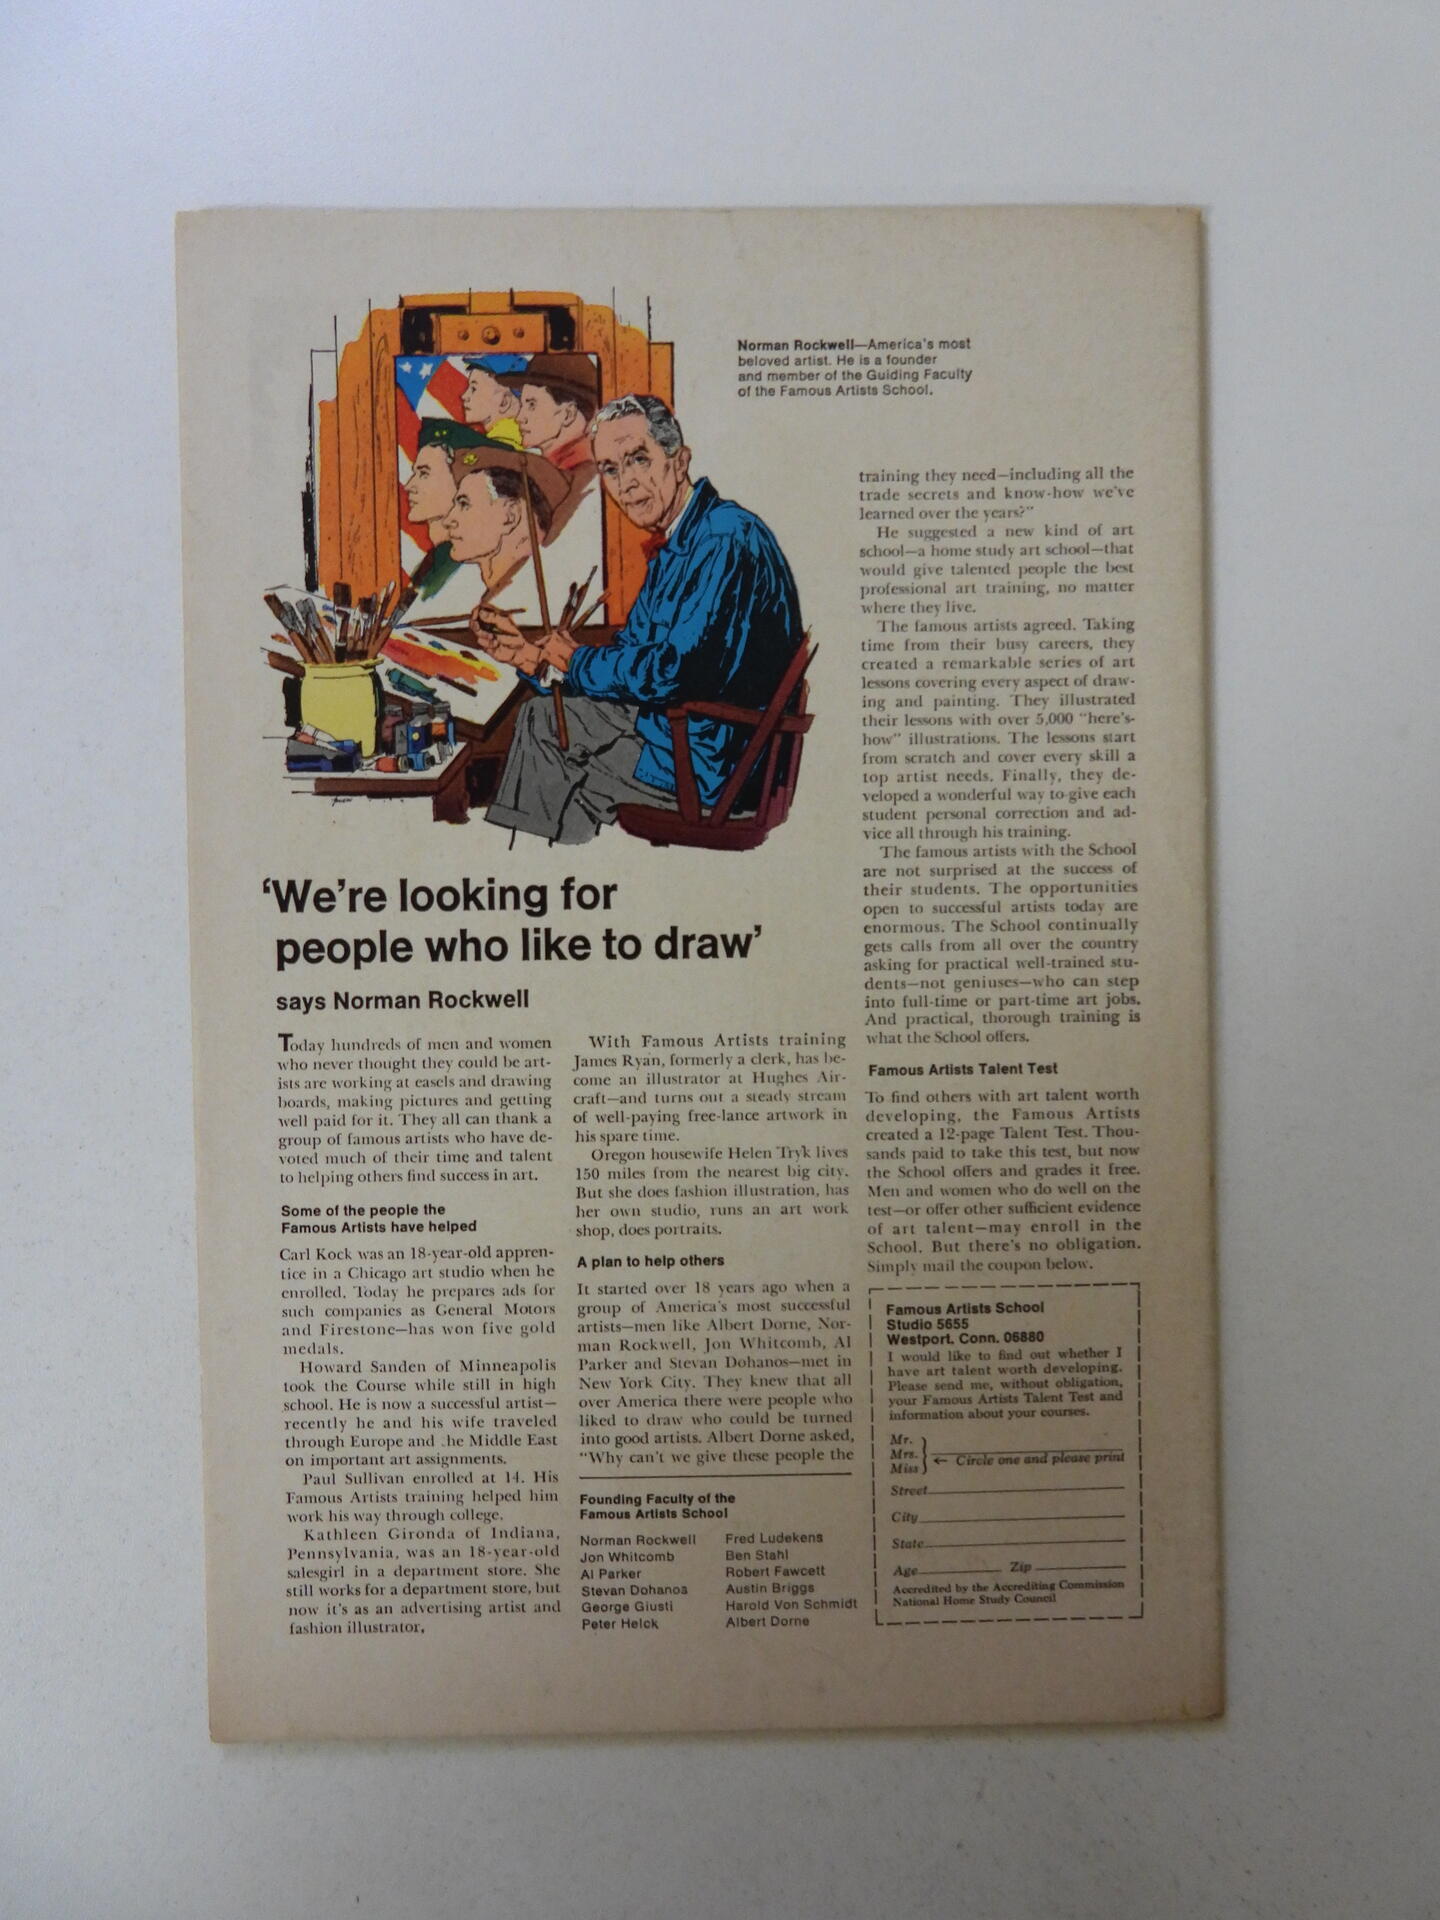 Norman Rockwell—America's most
beloved artist. He is a founder
and member of the Guiding Faculty
of the Famous Artists School.
'We're looking for
people who like to draw'
says Norman Rockwell
Today hundreds of men and women
who never thought they could be art-
ists are working at easels and drawing
boards, making pictures and getting
well paid for it. They all can thank a
group of famous artists who have de-
voted much of their time and talent
to helping others find success in art.
Some of the people the
Famous Artists have helped
Carl Kock was an 18-year-old appren-
tice in a Chicago art studio when he
enrolled. Today he prepares ads for
such companies as General Motors
and Firestone—has won five gold
medals.
Howard Sanden of Minneapolis
took the Course while still in high
school. He is now a successful artist—
recently he and his wife traveled
through Europe and .he Middle East
on important art assignments.
Paul Sullivan enrolled at 14. His
Famous Artists training helped him
work his way through college.
Kathleen Gironda of Indiana,
Pennsylvania, was an 18-year-old
salesgirl in a department store. She
still works for a department store, but
now it's as an advertising artist and
fashion illustrator.
With Famous Artists training
James Ryan, formerly a clerk, has be-
come an illustrator at Hughes Air-
craft—and turns out a steady stream
of well-paying free-lance artwork in
his spare time.
Oregon housewife Helen Tryk lives
150 miles from the nearest big city.
But she does fashion illustration, has
her own studio, runs an art work
shop, does portraits.
A plan to help others
It started over 18 years ago when a
group of America's most successful
artists—men like Albert Dorne, Nor-
man Rockwell, Jon Whitcomb, Al
Parker and Stevan Dohanos—met in
New York City. They knew that all
over America there were people who
liked to draw who could be turned
into good artists. Albert Dorne asked,
"Why can't we give these people the
Founding Faculty of the
Famous Artists School
Norman Rockwell
Jon Whitcomb
Al Parker
Stevan Dohanos
George Giusti
Peter Helck
Fred Ludekens
Ben Stahl
Robert Fawcett
Austin Briggs
Harold Von Schmidt
Albert Dorne
training they need—including all the
trade secrets and know-how we've
learned over the years?"
He suggested a new kind of art
school—a home study art school—that
would give talented people the best
professional art training, no matter
where they live.
The famous artists agreed. Taking
time from their busy careers, they
created a remarkable series of art
lessons covering every aspect of draw-
ing and painting. They illustrated
their lessons with over 5,000 "here's-
how" illustrations. The lessons start
from scratch and cover every skill a
top artist needs. Finally, they de-
veloped a wonderful way to give each
student personal correction and ad-
vice all through his training.
The famous artists with the School
are not surprised at the success of
their students. The opportunities
open to successful artists today are
enormous. The School continually
gets calls from all over the country
asking for practical well-trained stu-
dents—not geniuses—who can step
into full-time or part-time art jobs.
And practical, thorough training is
what the School offers.
Famous Artists Talent Test
To find others with art talent worth
developing, the Famous Artists
created a 12-page Talent Test. Thou-
sands paid to take this test, but now
the School offers and grades it free.
Men and women who do well on the
test—or offer other sufficient evidence
of art talent—may enroll in the
School. But there's no obligation.
Simply mail the coupon below.
Famous Artists School
Studio 5655
Westport, Conn. 06880
I would like to find out whether I
have art talent worth developing.
Please send me, without obligation,
your Famous Artists Talent Test and
information about your courses.
Mr.
Mrs. ← Circle one and please print
Miss
Street
City
State
Age Zip
Accredited by the Accrediting Commission
National Home Study Council